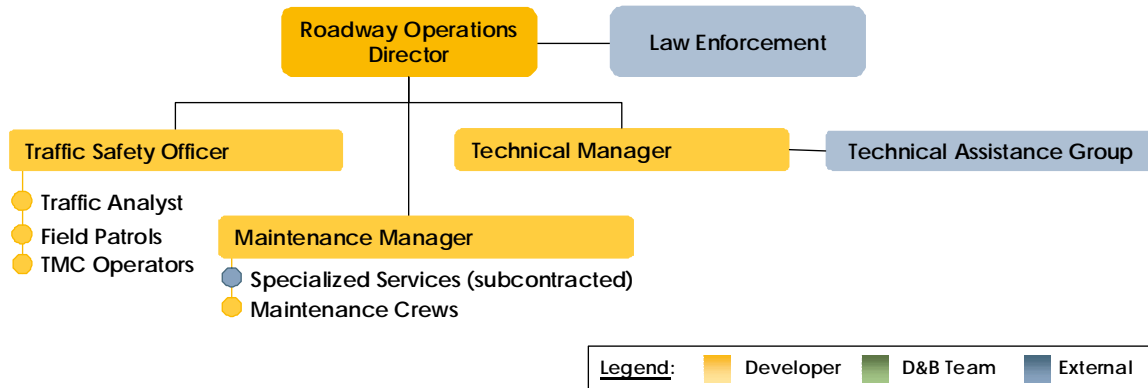 Roadway Operations
Director
Law Enforcement
Traffic Safety Officer
Technical Manager
Technical Assistance Group
Traffic Analyst
Field Patrols
TMC Operators
Maintenance Manager
Specialized Services (subcontracted)
Maintenance Crews
Legend: Developer D&B Team External